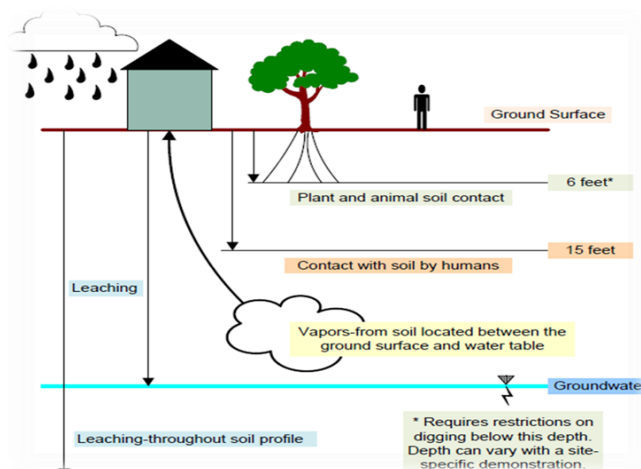 Ground Surface
6 feet*
Plant and animal soil contact
15 feet
Contact with soil by humans
Leaching
Vapors-from soil located between the
ground surface and water table
Groundwate
* Requires restrictions on
digging below this depth.
Depth can vary with a site-
specific demonstration.
Leaching-throughout soil profile